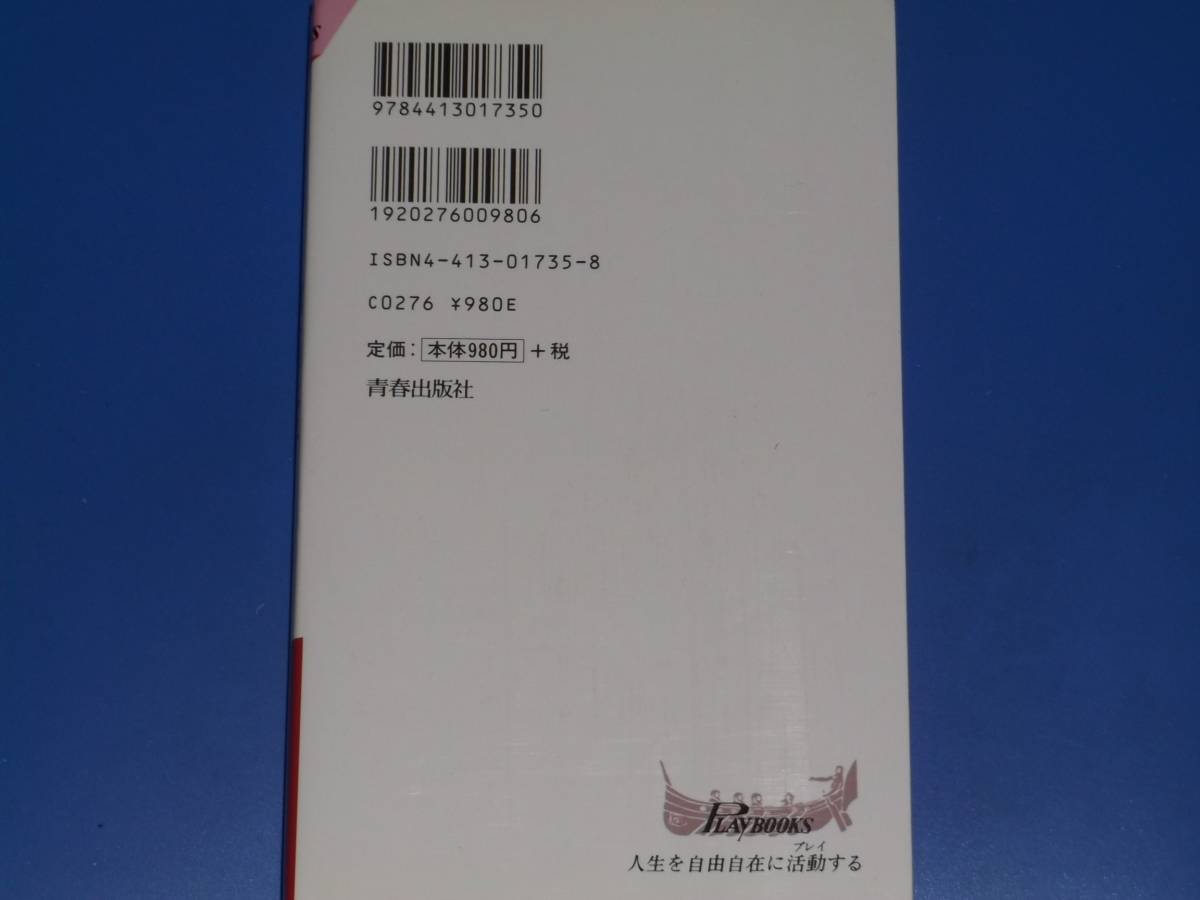 S
9784413017350
1920276009806
ISBN4-413-01735-8
C0276 ¥980E
定価：本体980円＋税
青春出版社
PLAYBOOKS
プレイ
人生を自由自在に活動する